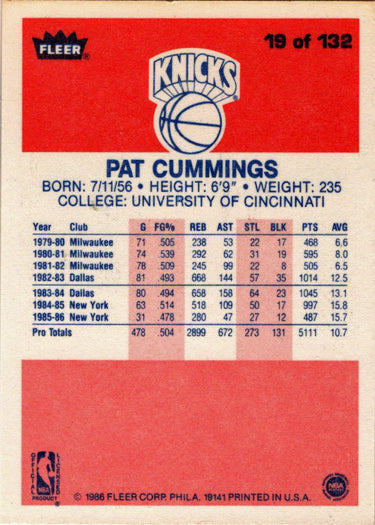 FLEER®
19 of 132
KNICKS®
PAT CUMMINGS
BORN: 7/11/56 • HEIGHT: 6'9" • WEIGHT: 235
COLLEGE: UNIVERSITY OF CINCINNATI
Year Club G FG% REB AST STL BLK PTS AVG
1979-80 Milwaukee 71 .505 238 53 22 17 468 6.6
1980-81 Milwaukee 74 .539 292 62 31 19 595 8.0
1981-82 Milwaukee 78 .509 245 99 22 8 505 6.5
1982-83 Dallas 81 .493 668 144 57 35 1014 12.5
1983-84 Dallas 80 .494 658 158 64 23 1045 13.1
1984-85 New York 63 .514 518 109 50 17 997 15.8
1985-86 New York 31 .478 280 47 27 12 487 15.7
Pro Totals 478 .504 2899 672 273 131 5111 10.7
OFFICIAL LICENSED
NBA
PRODUCT
© 1986 FLEER CORP. PHILA. 19141 PRINTED IN U.S.A.
NBA